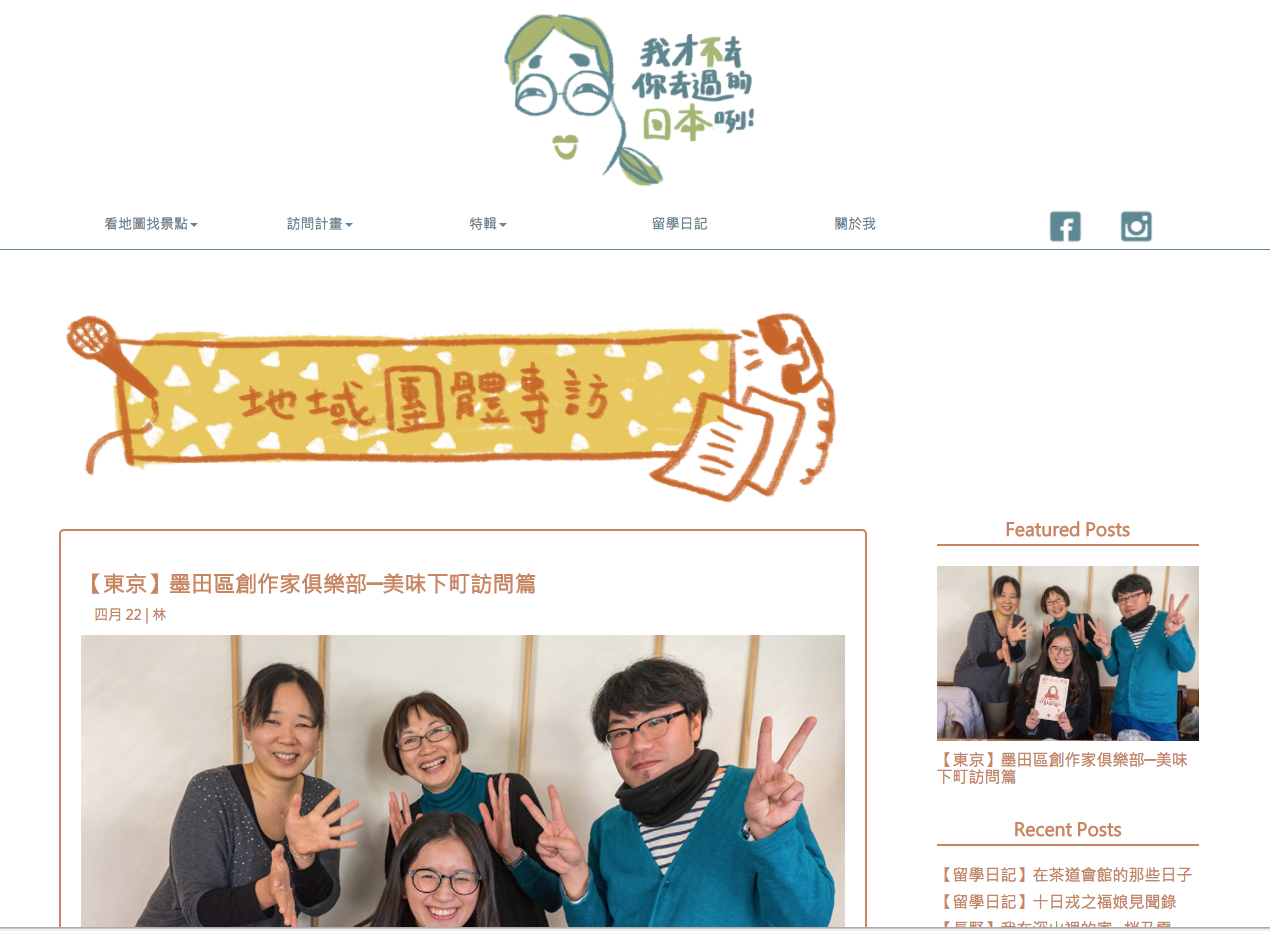 我才不去
你去過的
日本咧!
看地圖找景點
訪問計畫
特輯
留學日記
關於我
地域團體專訪
【東京】墨田區創作家俱樂部─美味下町訪問篇
四月 22 | 林
Featured Posts
【東京】墨田區創作家俱樂部─美味
下町訪問篇
Recent Posts
【留學日記】在茶道會館的那些日子
【留學日記】十日戎之福娘見聞錄